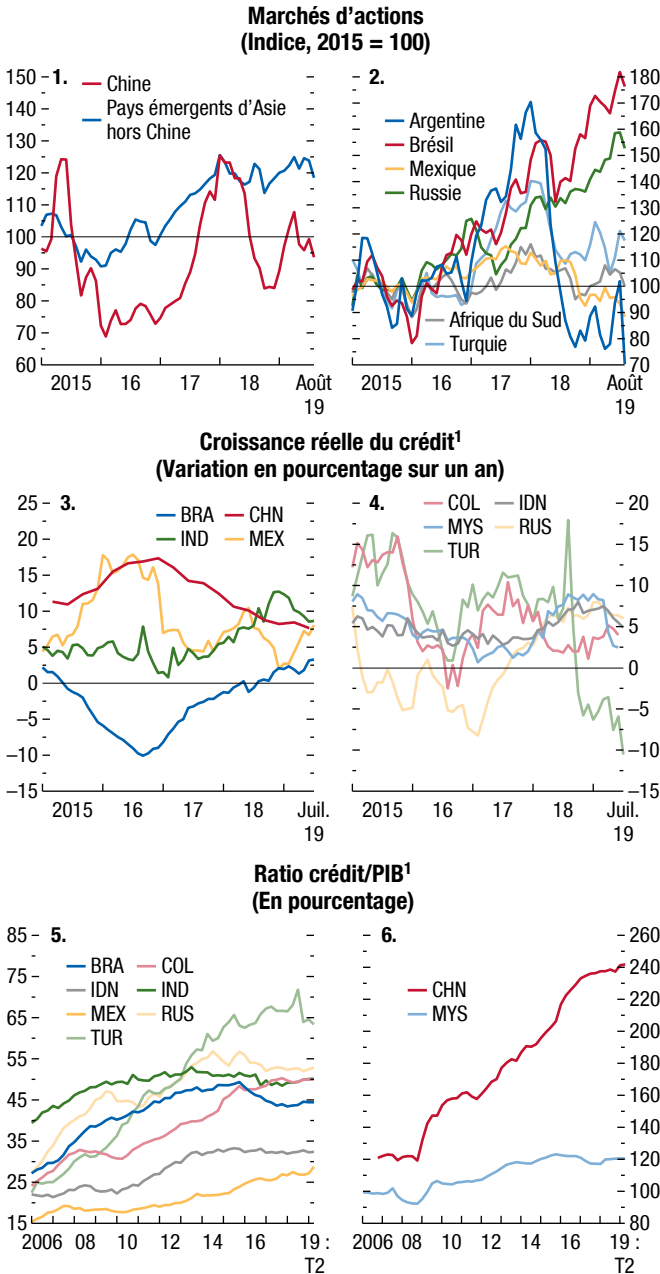 Marchés d’actions
(Indice, 2015 = 100)
1.
Chine
Pays émergents d’Asie
hors Chine
150
140
130
120
110
100
90
80
70
60
2015 16 17 18 Août
19
2.
Argentine
Brésil
Mexique
Russie
Afrique du Sud
Turquie
180
170
160
150
140
130
120
110
100
90
80
70
2015 16 17 18 Août
19
Croissance réelle du crédit¹
(Variation en pourcentage sur un an)
3.
BRA CHN
IND MEX
25
20
15
10
5
0
–5
–10
–15
2015 16 17 18 Juil.
19
4.
COL IDN
MYS RUS
TUR
20
15
10
5
0
–5
–10
–15
2015 16 17 18 Juil.
19
Ratio crédit/PIB¹
(En pourcentage)
5.
BRA COL
IDN IND
MEX RUS
TUR
85
75
65
55
45
35
25
15
2006 08 10 12 14 16 19 :
T2
6.
CHN
MYS
260
240
220
200
180
160
140
120
100
80
2006 08 10 12 14 16 19 :
T2